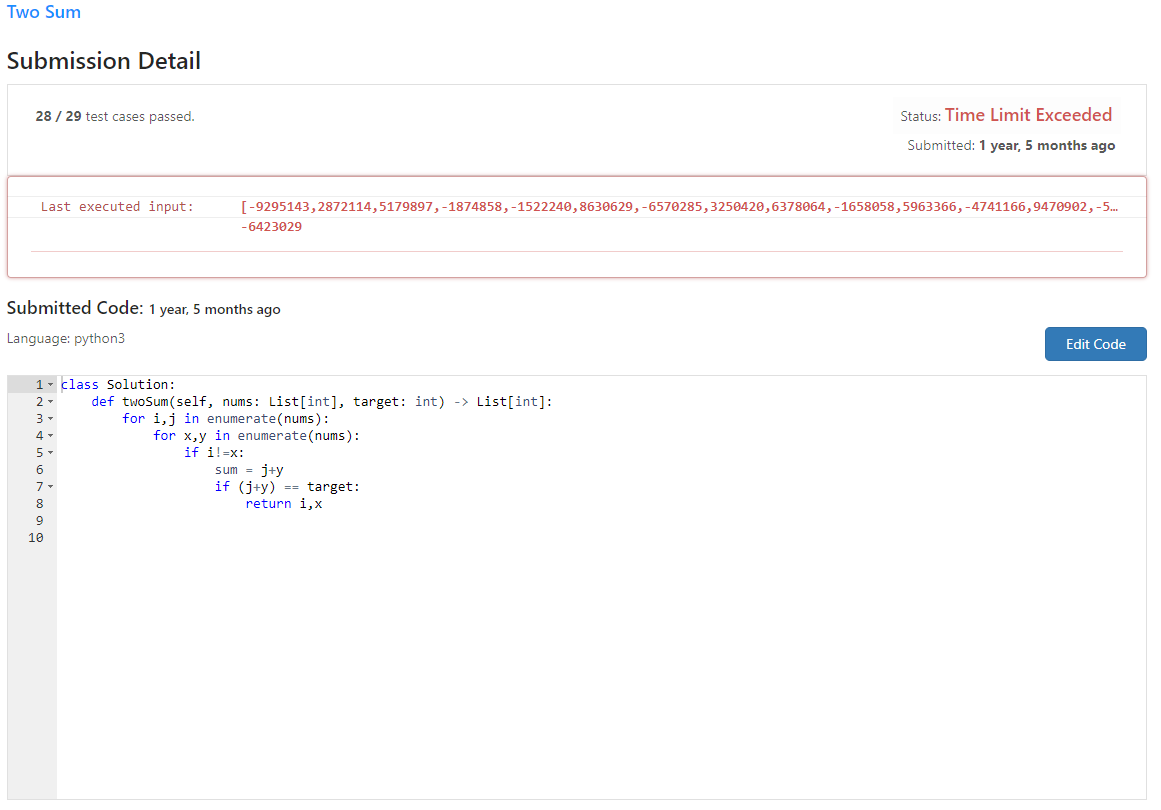 Two Sum
Submission Detail
28 / 29 test cases passed.
Status: Time Limit Exceeded
Submitted: 1 year, 5 months ago
Last executed input: [-9295143,2872114,5179897,-1874858,-1522240,8630629,-6570285,3250420,6378064,-1658058,5963366,-4741166,9470902,-5…
-6423029
Submitted Code: 1 year, 5 months ago
Language: python3
Edit Code
1 class Solution:
2     def twoSum(self, nums: List[int], target: int) -> List[int]:
3         for i,j in enumerate(nums):
4             for x,y in enumerate(nums):
5                 if i!=x:
6                     sum = j+y
7                     if (j+y) == target:
8                         return i,x
9
10